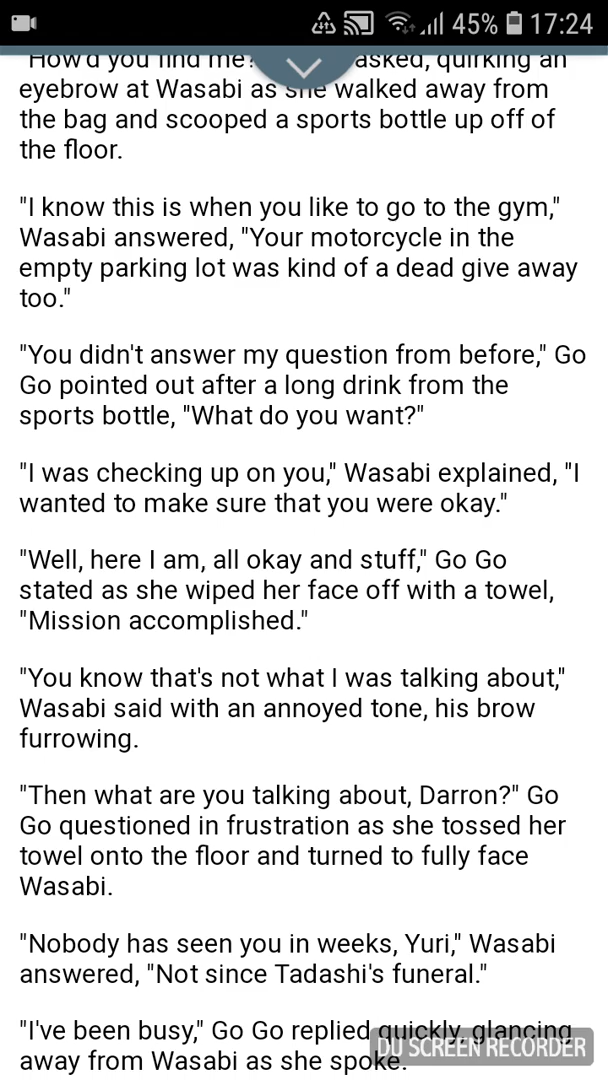 45% 17:24
"How'd you find me? asked, quirking an
eyebrow at Wasabi as she walked away from
the bag and scooped a sports bottle up off of
the floor.
"I know this is when you like to go to the gym,"
Wasabi answered, "Your motorcycle in the
empty parking lot was kind of a dead give away
too."
"You didn't answer my question from before," Go
Go pointed out after a long drink from the
sports bottle, "What do you want?"
"I was checking up on you," Wasabi explained, "I
wanted to make sure that you were okay."
"Well, here I am, all okay and stuff," Go Go
stated as she wiped her face off with a towel,
"Mission accomplished."
"You know that's not what I was talking about,"
Wasabi said with an annoyed tone, his brow
furrowing.
"Then what are you talking about, Darron?" Go
Go questioned in frustration as she tossed her
towel onto the floor and turned to fully face
Wasabi.
"Nobody has seen you in weeks, Yuri," Wasabi
answered, "Not since Tadashi's funeral."
"I've been busy," Go Go replied quickly, glancing
away from Wasabi as she spoke.
DU SCREEN RECORDER